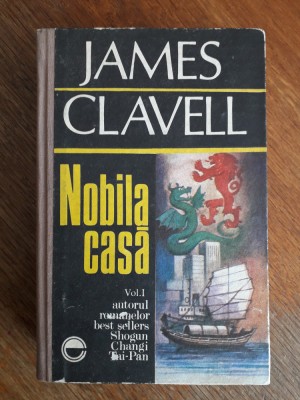 JAMES
CLAVELL
Nobila
casă
Vol.I
autorul
romanelor
best sellers
Shogun
Changi
Tai-Pan